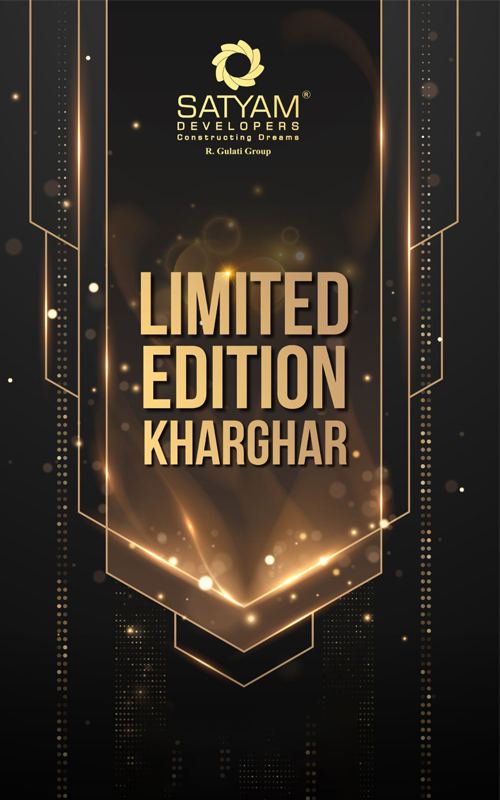 SATYAM®
DEVELOPERS
Constructing Dreams
R. Gulati Group
LIMITED
EDITION
KHARGHAR